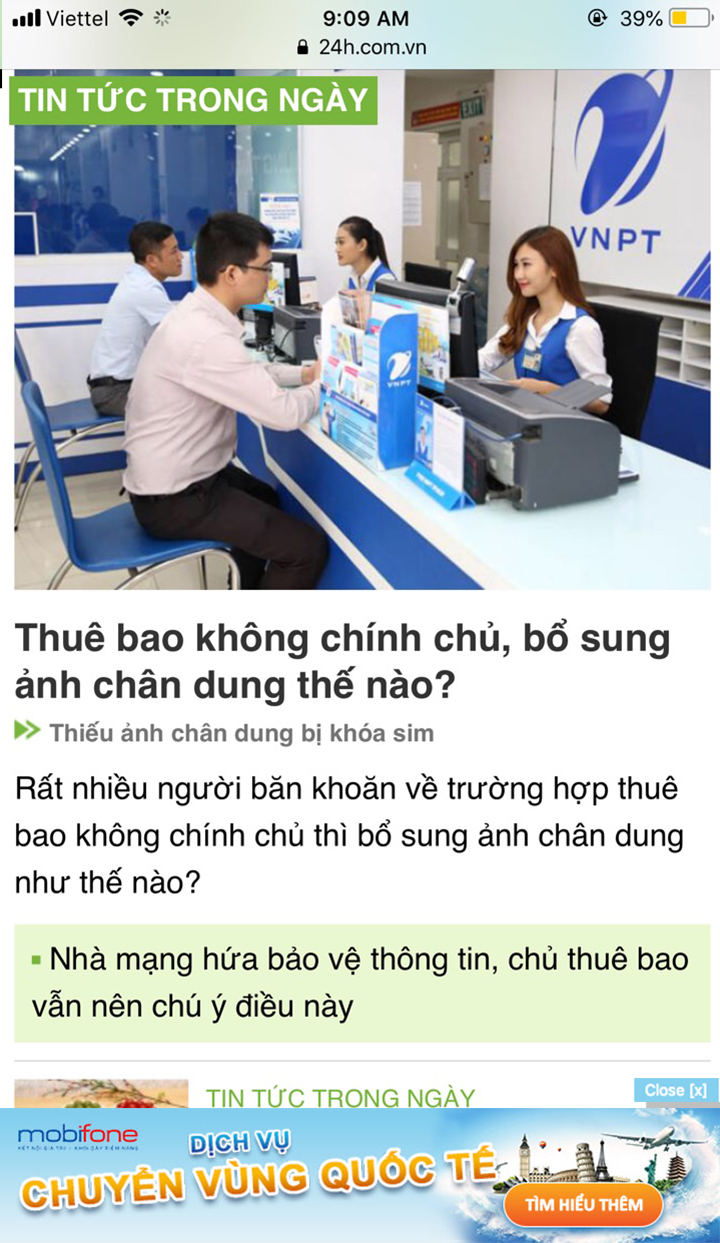 Viettel
9:09 AM
39%
24h.com.vn
TIN TỨC TRONG NGÀY
EXIT
VNPT
VNPT
Thuê bao không chính chủ, bổ sung
ảnh chân dung thế nào?
Thiếu ảnh chân dung bị khóa sim
Rất nhiều người băn khoăn về trường hợp thuê
bao không chính chủ thì bổ sung ảnh chân dung
như thế nào?
Nhà mạng hứa bảo vệ thông tin, chủ thuê bao
vẫn nên chú ý điều này
TIN TỨC TRONG NGÀY
Close [x]
mobifone
DỊCH VỤ
CHUYỂN VÙNG QUỐC TẾ
TÌM HIỂU THÊM